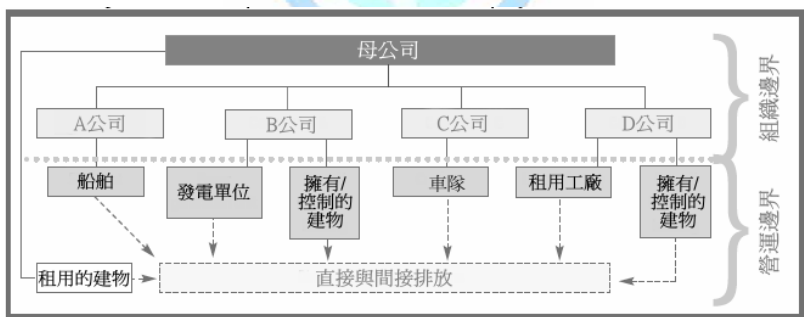 母公司
A公司
B公司
C公司
D公司
組織邊界
船舶
發電單位
擁有/
控制的
建物
車隊
租用工廠
擁有/
控制的
建物
營運邊界
租用的建物
直接與間接排放